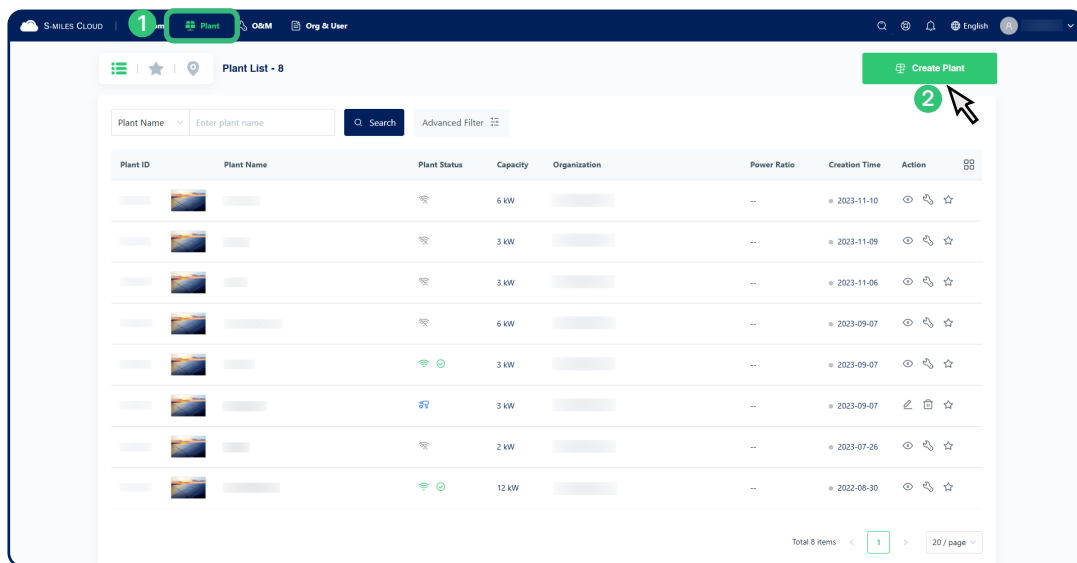 S-MILES CLOUD 1 om Plant O&M Org & User English
Plant List - 8 Create Plant
2
Plant Name Enter plant name Search Advanced Filter
Plant ID Plant Name Plant Status Capacity Organization Power Ratio Creation Time Action
6 kW -- 2023-11-10
3 kW -- 2023-11-09
3 kW -- 2023-11-06
6 kW -- 2023-09-07
3 kW -- 2023-09-07
3 kW -- 2023-09-07
2 kW -- 2023-07-26
12 kW -- 2022-08-30
Total 8 items < 1 > 20 / page